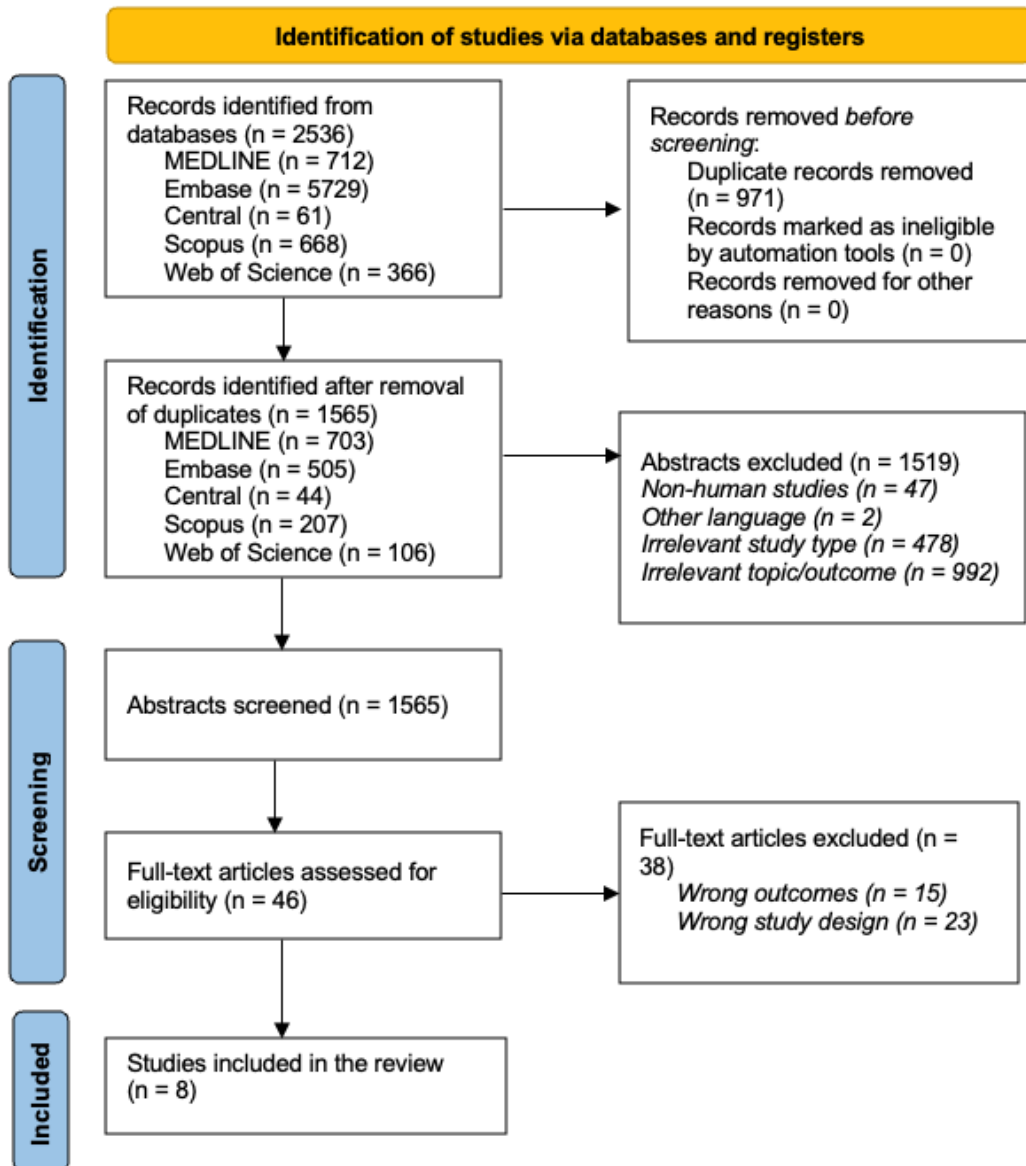 Identification of studies via databases and registers
Identification
Records identified from
databases (n = 2536)
MEDLINE (n = 712)
Embase (n = 5729)
Central (n = 61)
Scopus (n = 668)
Web of Science (n = 366)
Records removed before
screening:
Duplicate records removed
(n = 971)
Records marked as ineligible
by automation tools (n = 0)
Records removed for other
reasons (n = 0)
Records identified after removal
of duplicates (n = 1565)
MEDLINE (n = 703)
Embase (n = 505)
Central (n = 44)
Scopus (n = 207)
Web of Science (n = 106)
Abstracts excluded (n = 1519)
Non-human studies (n = 47)
Other language (n = 2)
Irrelevant study type (n = 478)
Irrelevant topic/outcome (n = 992)
Screening
Abstracts screened (n = 1565)
Full-text articles assessed for
eligibility (n = 46)
Full-text articles excluded (n =
38)
Wrong outcomes (n = 15)
Wrong study design (n = 23)
Included
Studies included in the review
(n = 8)